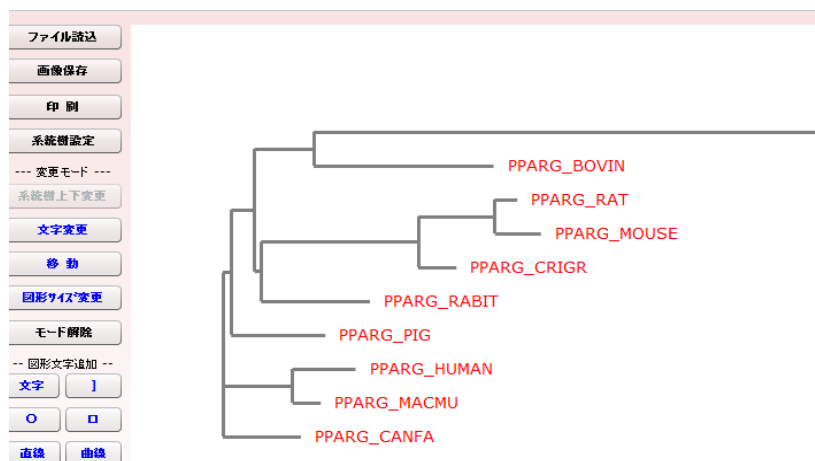 ファイル読込
画像保存
印 刷
系統樹設定
--- 変更モード ---
系統樹上下変更
文字変更
移 動
図形サイズ変更
モード解除
-- 図形文字追加 --
文字 ]
○ □
直線 曲線
PPARG_BOVIN
PPARG_RAT
PPARG_MOUSE
PPARG_CRIGR
PPARG_RABIT
PPARG_PIG
PPARG_HUMAN
PPARG_MACMU
PPARG_CANFA